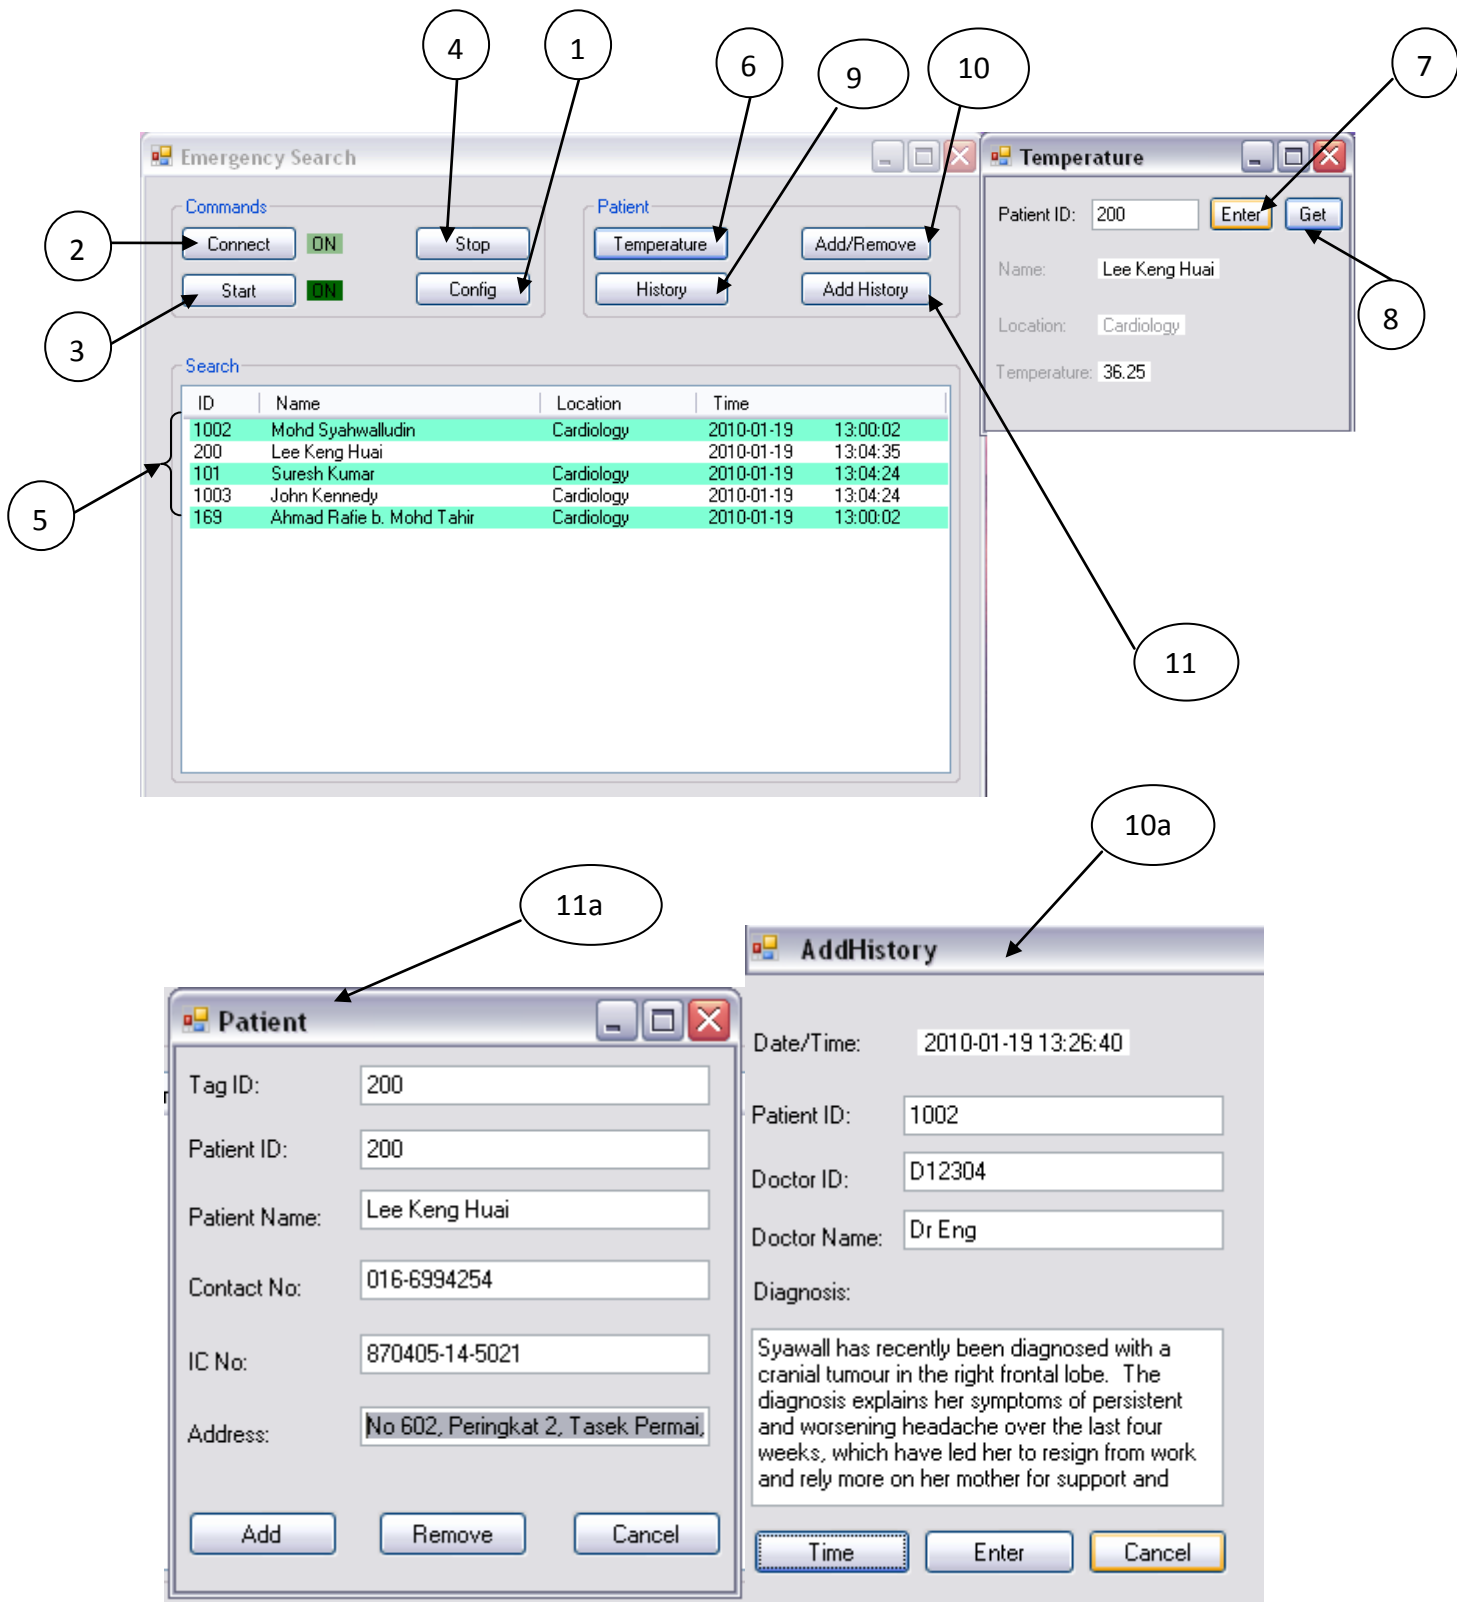 4
1
6
9
10
7
Emergency Search
Temperature
Commands
Patient
2
Connect ON
Stop
Temperature
Add/Remove
Patient ID: 200 Enter Get
3
Start ON
Config
History
Add History
Name: Lee Keng Huai
Location: Cardiology
8
Temperature: 36.25
Search
ID Name Location Time
1002 Mohd Syahwalludin Cardiology 2010-01-19 13:00:02
200 Lee Keng Huai 2010-01-19 13:04:35
101 Suresh Kumar Cardiology 2010-01-19 13:04:24
1003 John Kennedy Cardiology 2010-01-19 13:04:24
169 Ahmad Rafie b. Mohd Tahir Cardiology 2010-01-19 13:00:02
5
11
10a
11a
Patient
Tag ID: 200
Patient ID: 200
Patient Name: Lee Keng Huai
Contact No: 016-6994254
IC No: 870405-14-5021
Address: No 602, Peringkat 2, Tasek Permai,
Add Remove Cancel
AddHistory
Date/Time: 2010-01-19 13:26:40
Patient ID: 1002
Doctor ID: D12304
Doctor Name: Dr Eng
Diagnosis:
Syawall has recently been diagnosed with a
cranial tumour in the right frontal lobe. The
diagnosis explains her symptoms of persistent
and worsening headache over the last four
weeks, which have led her to resign from work
and rely more on her mother for support and
Time Enter Cancel